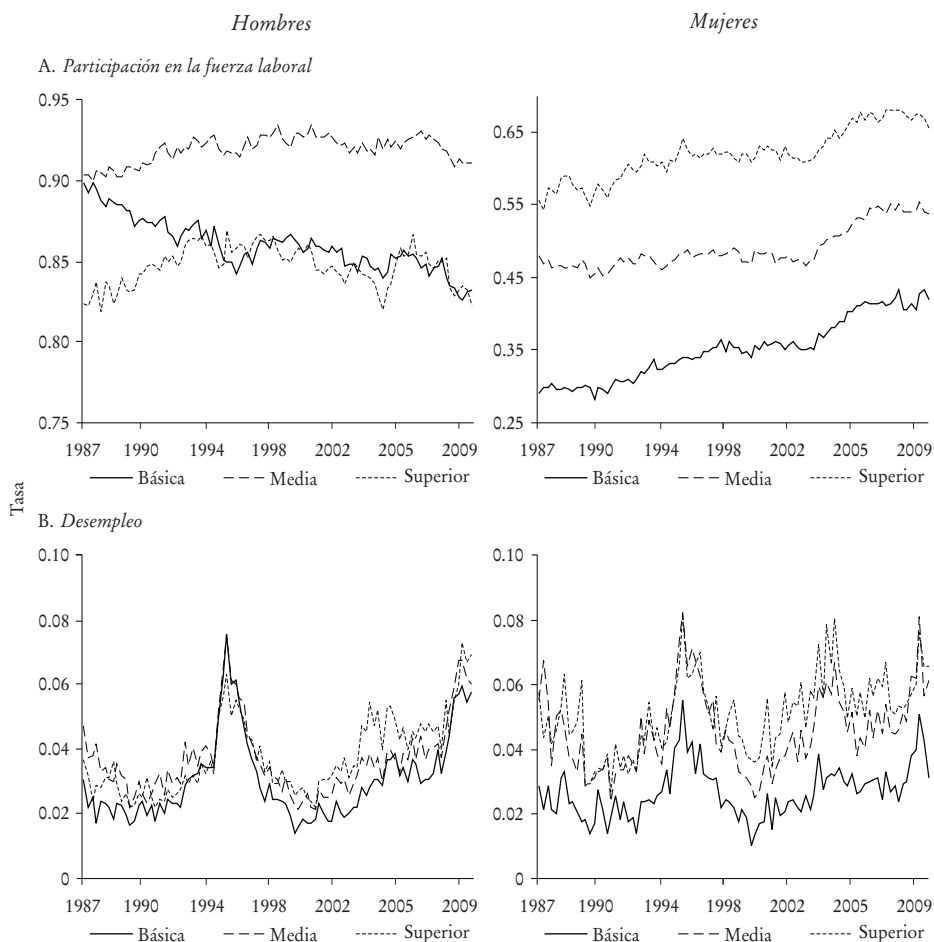 Hombres
Mujeres
A. Participación en la fuerza laboral
0.95
0.90
0.85
0.80
0.75
1987 1990 1994 1998 2002 2005 2009
Básica Media Superior
0.65
0.55
0.45
0.35
0.25
1987 1990 1994 1998 2002 2005 2009
Básica Media Superior
Tasa
B. Desempleo
0.10
0.08
0.06
0.04
0.02
0
1987 1990 1994 1998 2002 2005 2009
Básica Media Superior
0.10
0.08
0.06
0.04
0.02
0
1987 1990 1994 1998 2002 2005 2009
Básica Media Superior